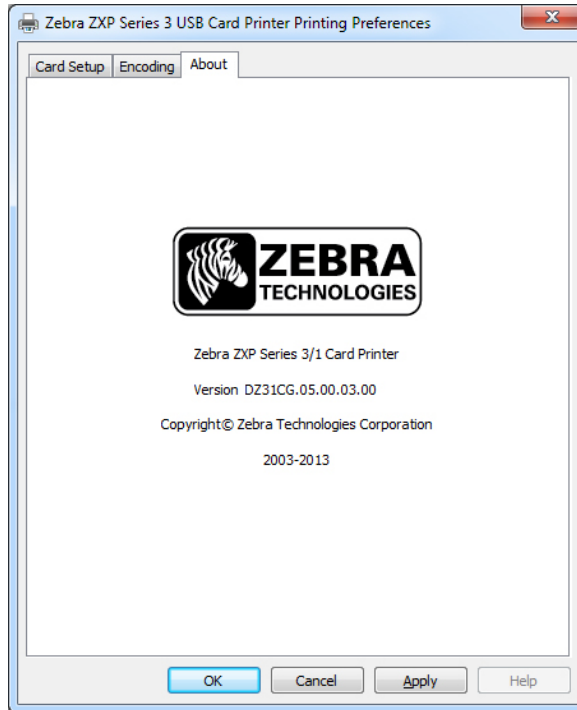 Zebra ZXP Series 3 USB Card Printer Printing Preferences
Card Setup Encoding About
ZEBRA
TECHNOLOGIES
Zebra ZXP Series 3/1 Card Printer
Version DZ31CG.05.00.03.00
Copyright© Zebra Technologies Corporation
2003-2013
OK Cancel Apply Help